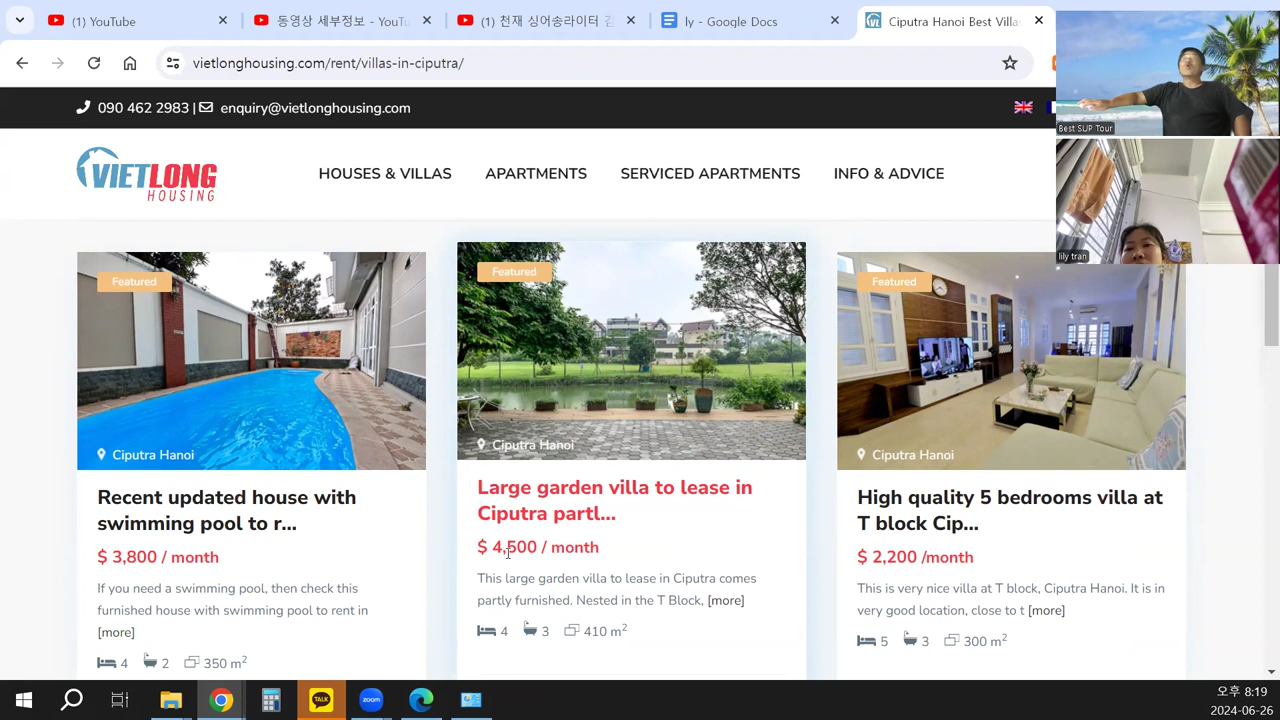 (1) YouTube
동영상 세부정보 - YouTu
(1) 천재 싱어송라이터 김
ly - Google Docs
Ciputra Hanoi Best Villa
vietlonghousing.com/rent/villas-in-ciputra/
090 462 2983 | enquiry@vietlonghousing.com
Best SUP Tour
VIETLONG
HOUSING
HOUSES & VILLAS
APARTMENTS
SERVICED APARTMENTS
INFO & ADVICE
lily tran
Featured
Ciputra Hanoi
Recent updated house with
swimming pool to r...
$ 3,800 / month
If you need a swimming pool, then check this
furnished house with swimming pool to rent in
[more]
4 2 350 m²
Featured
Ciputra Hanoi
Large garden villa to lease in
Ciputra partl...
$ 4,500 / month
This large garden villa to lease in Ciputra comes
partly furnished. Nested in the T Block, [more]
4 3 410 m²
Featured
Ciputra Hanoi
High quality 5 bedrooms villa at
T block Cip...
$ 2,200 /month
This is very nice villa at T block, Ciputra Hanoi. It is in
very good location, close to t [more]
5 3 300 m²
TALK
zoom
오후 8:19
2024-06-26